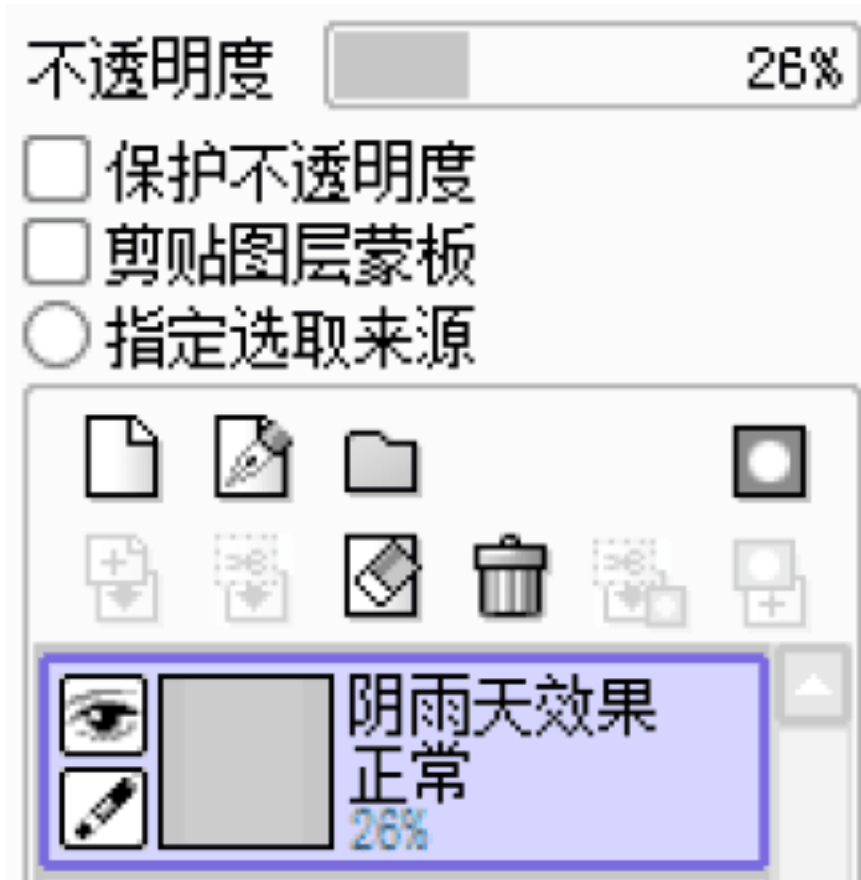 不透明度 26%
保护不透明度
剪贴图层蒙板
指定选取来源
阴雨天效果
正常
26%